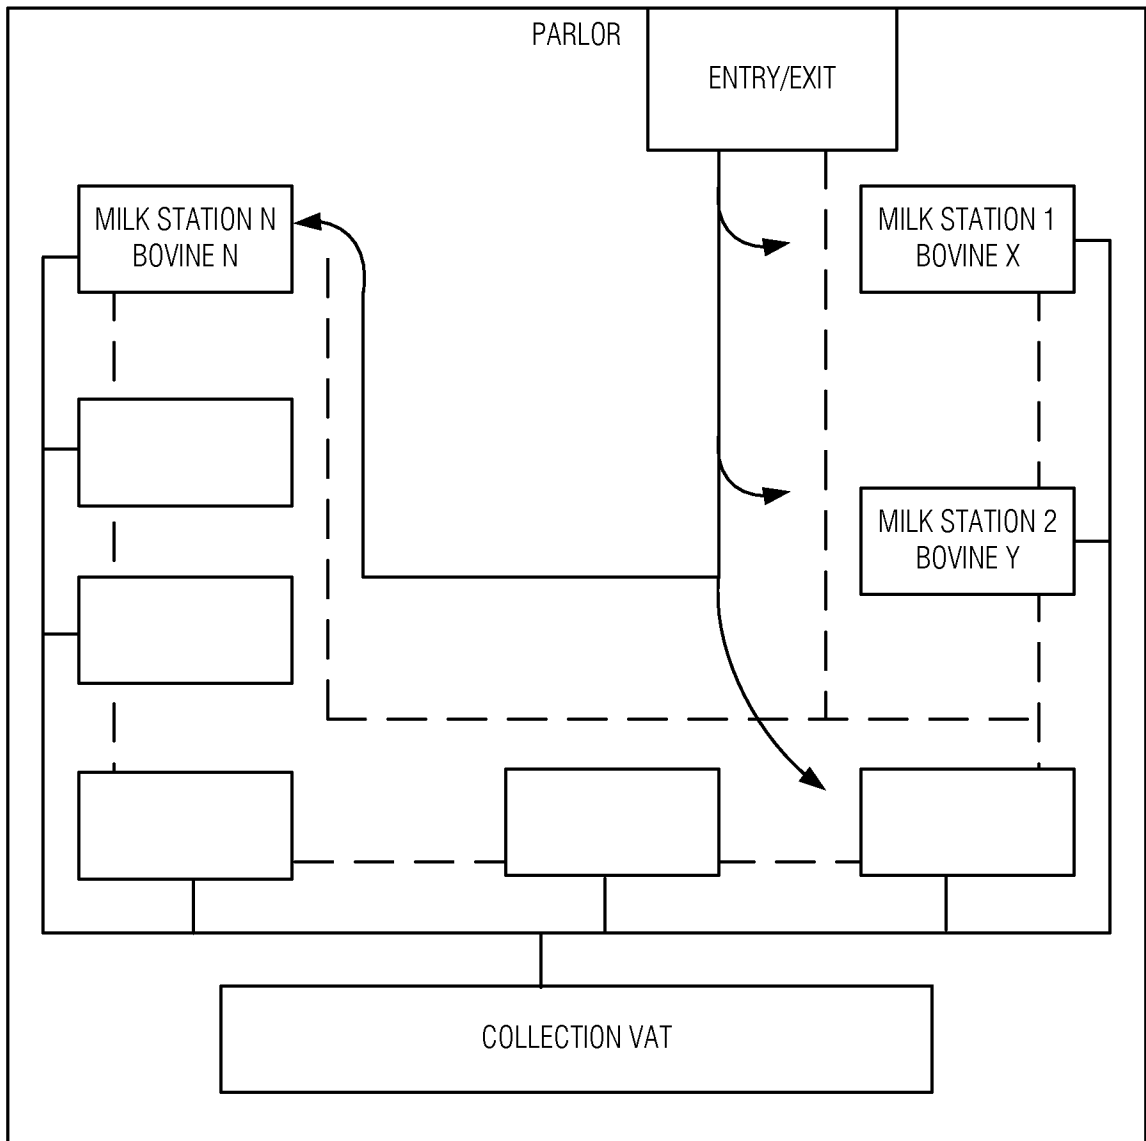 PARLOR
ENTRY/EXIT
MILK STATION N
BOVINE N
MILK STATION 1
BOVINE X
MILK STATION 2
BOVINE Y
COLLECTION VAT